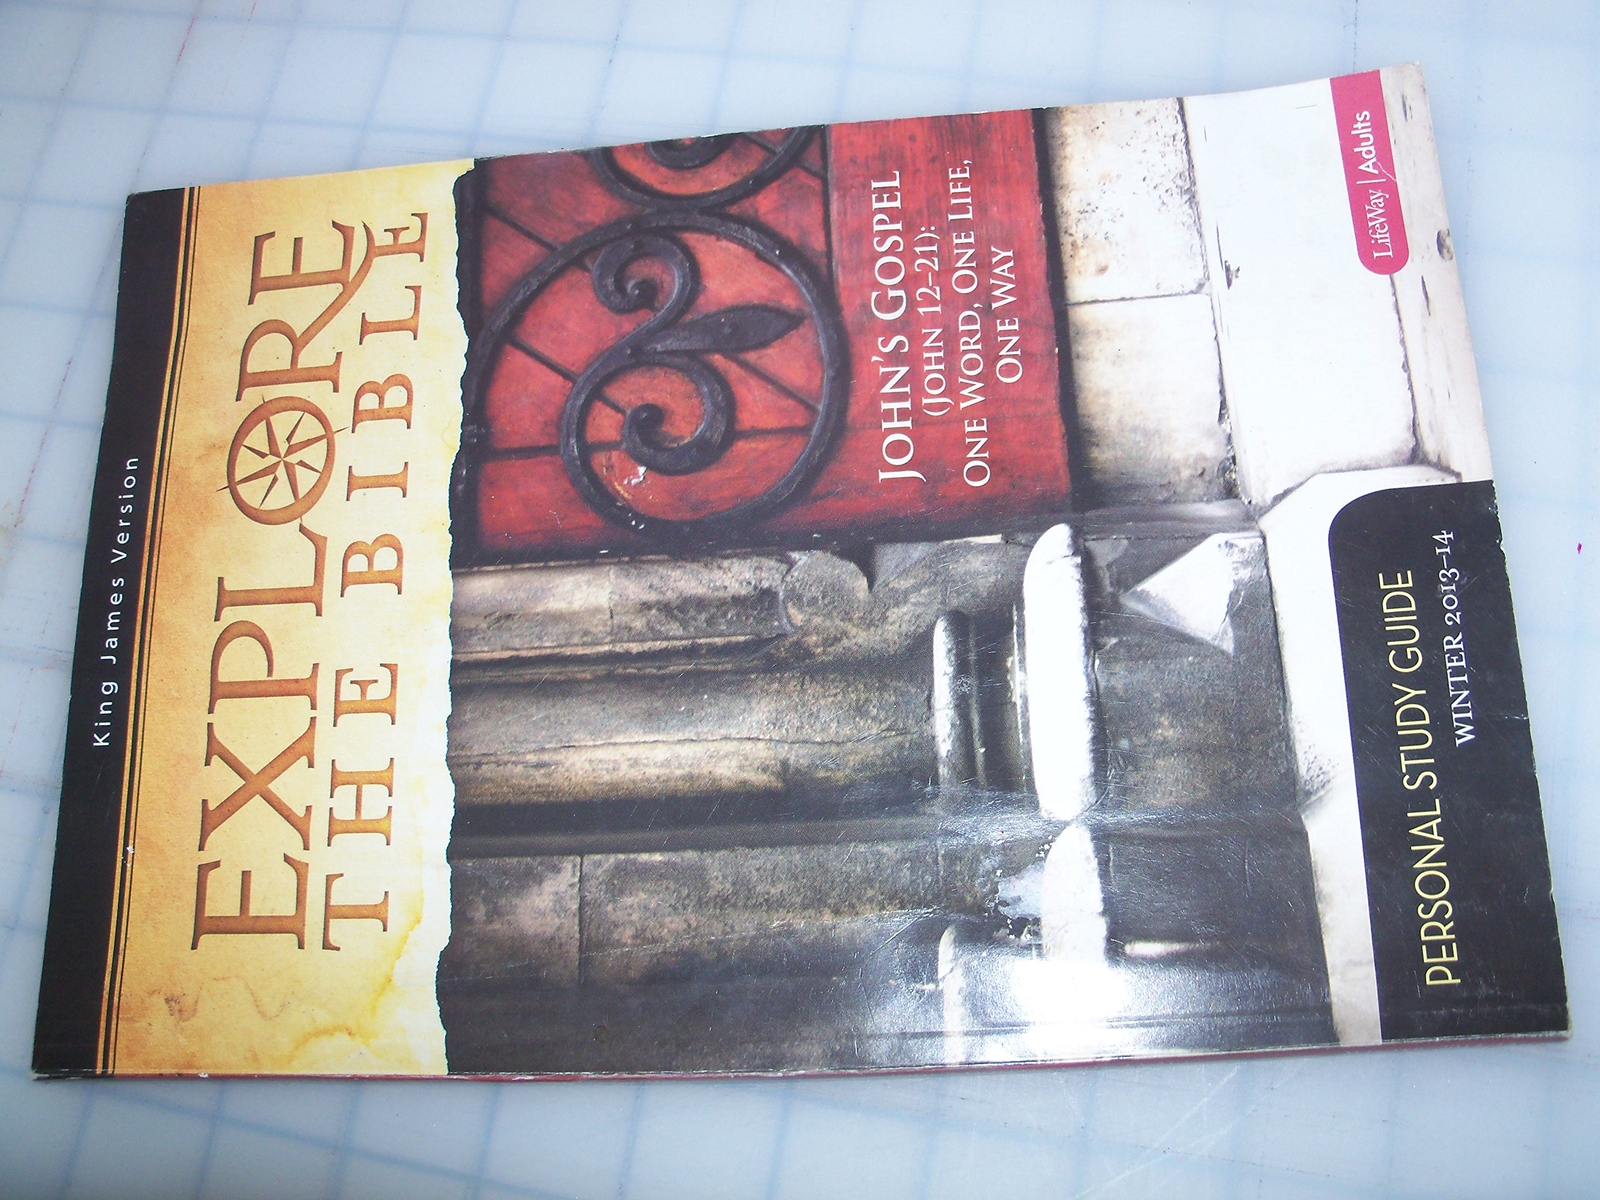 King James Version
EXPLORE
THE BIBLE
JOHN'S GOSPEL
(JOHN 12–21):
ONE WORD, ONE LIFE,
ONE WAY
LifeWay | Adults
PERSONAL STUDY GUIDE
WINTER 2013–14